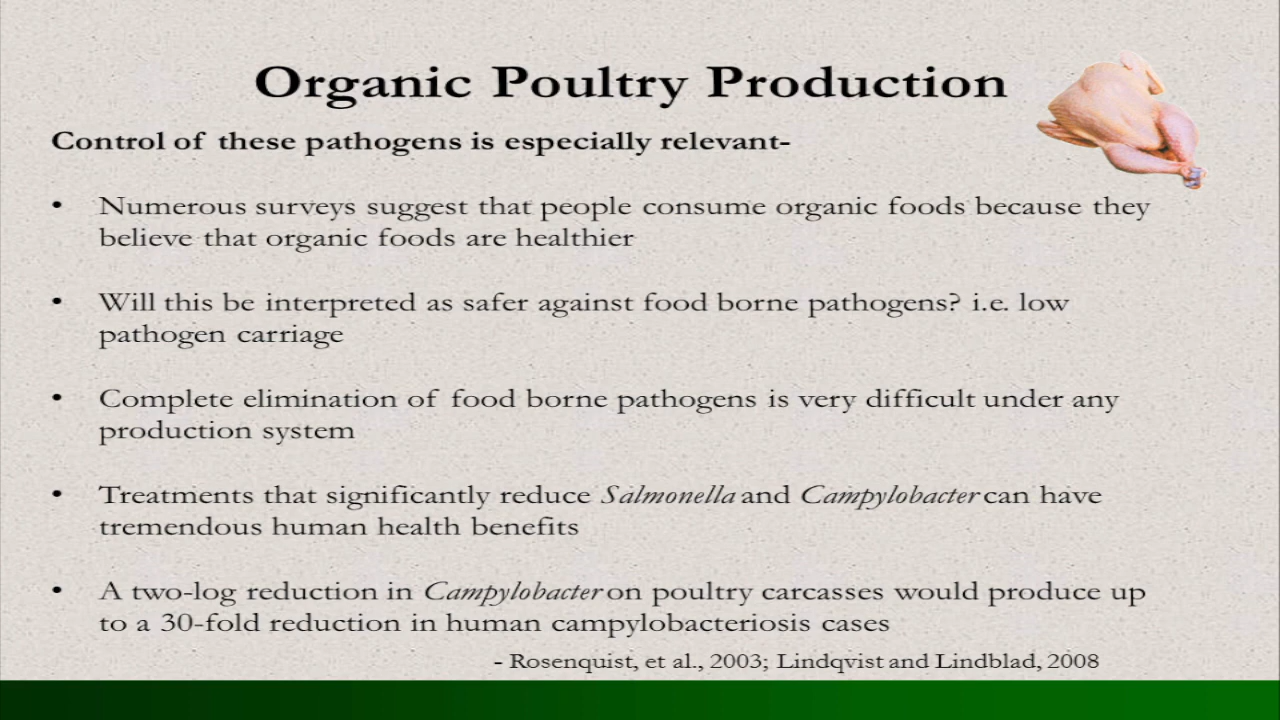 Organic Poultry Production
Control of these pathogens is especially relevant-
• Numerous surveys suggest that people consume organic foods because they
believe that organic foods are healthier
• Will this be interpreted as safer against food borne pathogens? i.e. low
pathogen carriage
• Complete elimination of food borne pathogens is very difficult under any
production system
• Treatments that significantly reduce Salmonella and Campylobacter can have
tremendous human health benefits
• A two-log reduction in Campylobacter on poultry carcasses would produce up
to a 30-fold reduction in human campylobacteriosis cases
- Rosenquist, et al., 2003; Lindqvist and Lindblad, 2008